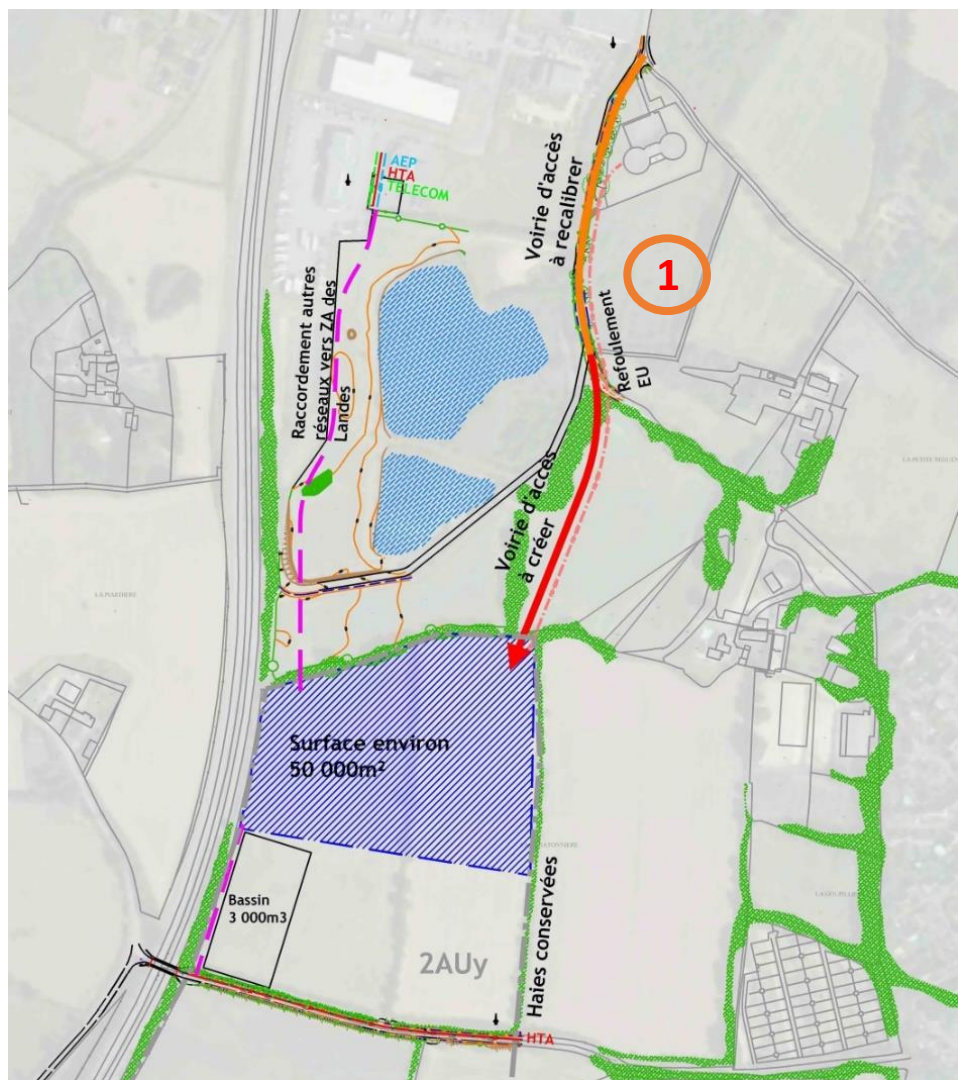 AEP
HTA
TELECOM
Voirie d'accès
à recalibrer
1
Raccordement autres
réseaux vers ZA des
Landes
Refoulement
EU
Voirie d'accès
à créer
Surface environ
50 000m²
Bassin
3 000m3
2AUy
Haies conservées
HTA